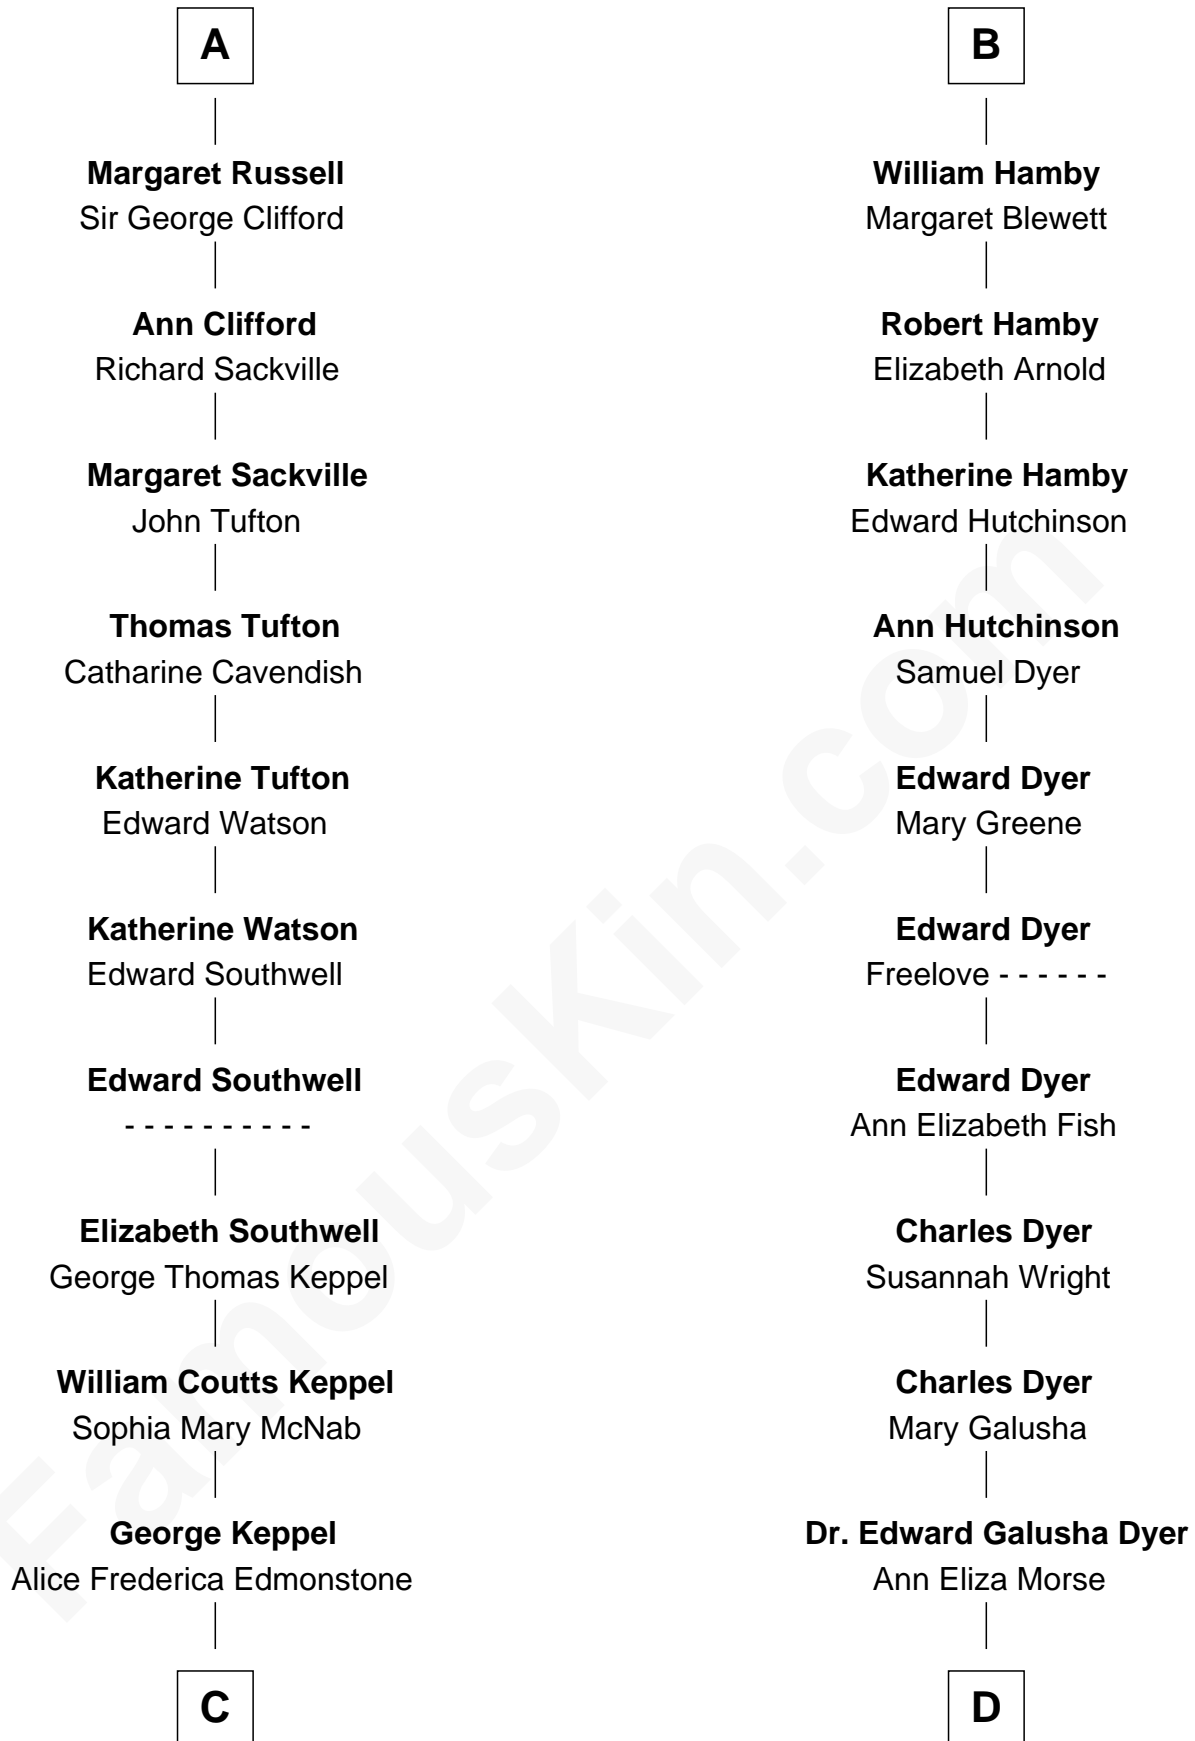 A
Margaret Russell
Sir George Clifford
Ann Clifford
Richard Sackville
Margaret Sackville
John Tufton
Thomas Tufton
Catharine Cavendish
Katherine Tufton
Edward Watson
Katherine Watson
Edward Southwell
Edward Southwell
- - - - - - - - - -
Elizabeth Southwell
George Thomas Keppel
William Coutts Keppel
Sophia Mary McNab
George Keppel
Alice Frederica Edmonstone
C
B
William Hamby
Margaret Blewett
Robert Hamby
Elizabeth Arnold
Katherine Hamby
Edward Hutchinson
Ann Hutchinson
Samuel Dyer
Edward Dyer
Mary Greene
Edward Dyer
Freelove - - - - - -
Edward Dyer
Ann Elizabeth Fish
Charles Dyer
Susannah Wright
Charles Dyer
Mary Galusha
Dr. Edward Galusha Dyer
Ann Eliza Morse
D
FamousKin.com